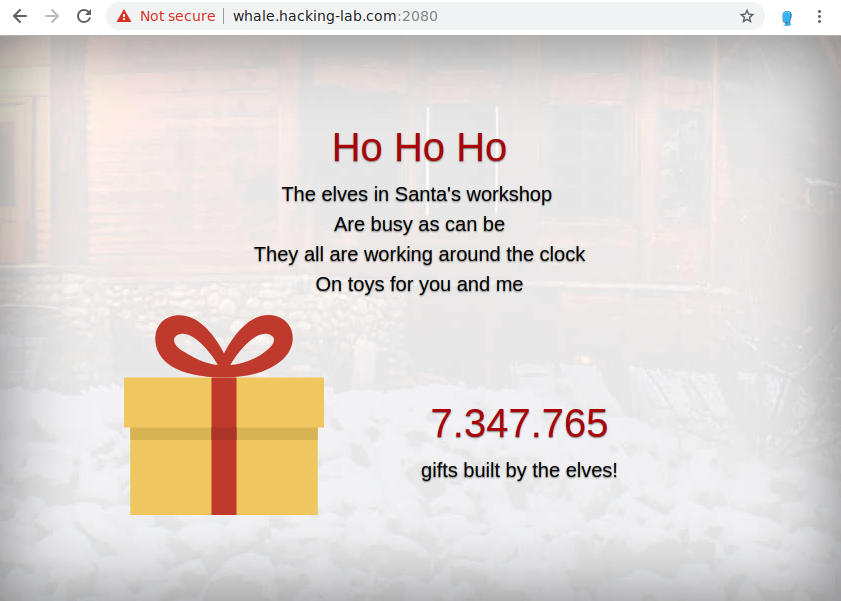 Not secure whale.hacking-lab.com:2080
Ho Ho Ho
The elves in Santa's workshop
Are busy as can be
They all are working around the clock
On toys for you and me
7.347.765
gifts built by the elves!